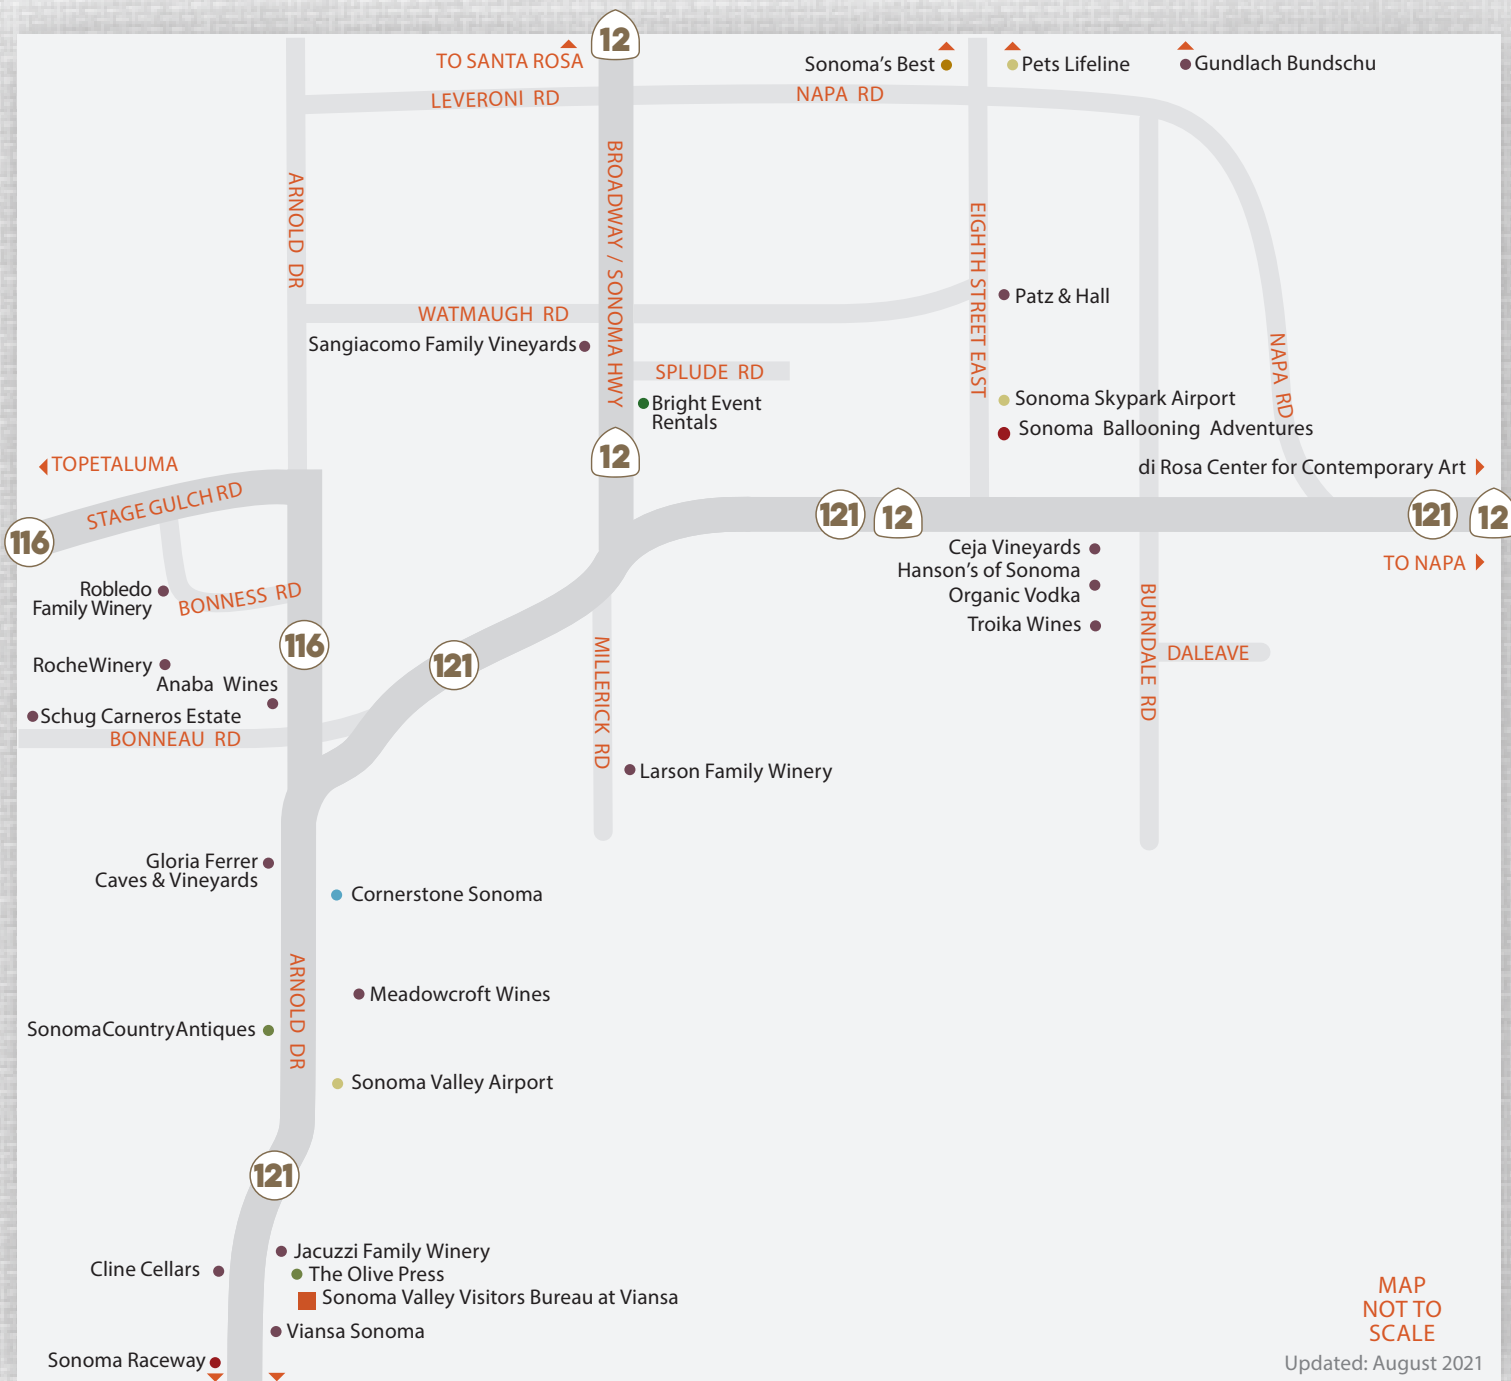 12
TO SANTA ROSA
Sonoma's Best
Pets Lifeline
Gundlach Bundschu
LEVERONI RD
NAPA RD
ARNOLD DR
BROADWAY / SONOMA HWY
EIGHTH STREET EAST
Patz & Hall
WATMAUGH RD
Sangiacomo Family Vineyards
SPLUDE RD
NAPA RD
Bright Event
Rentals
Sonoma Skypark Airport
Sonoma Ballooning Adventures
12
TOPETALUMA
di Rosa Center for Contemporary Art
STAGE GULCH RD
116
121
12
121
12
Ceja Vineyards
TO NAPA
Hanson's of Sonoma
Organic Vodka
Troika Wines
Robledo
Family Winery
BONNESS RD
116
121
MILLERICK RD
BURNDALE RD
DALEAVE
RocheWinery
Anaba Wines
Schug Carneros Estate
BONNEAU RD
Larson Family Winery
Gloria Ferrer
Caves & Vineyards
Cornerstone Sonoma
ARNOLD DR
Meadowcroft Wines
SonomaCountryAntiques
Sonoma Valley Airport
121
Jacuzzi Family Winery
Cline Cellars
The Olive Press
Sonoma Valley Visitors Bureau at Viansa
Viansa Sonoma
Sonoma Raceway
MAP
NOT TO
SCALE
Updated: August 2021